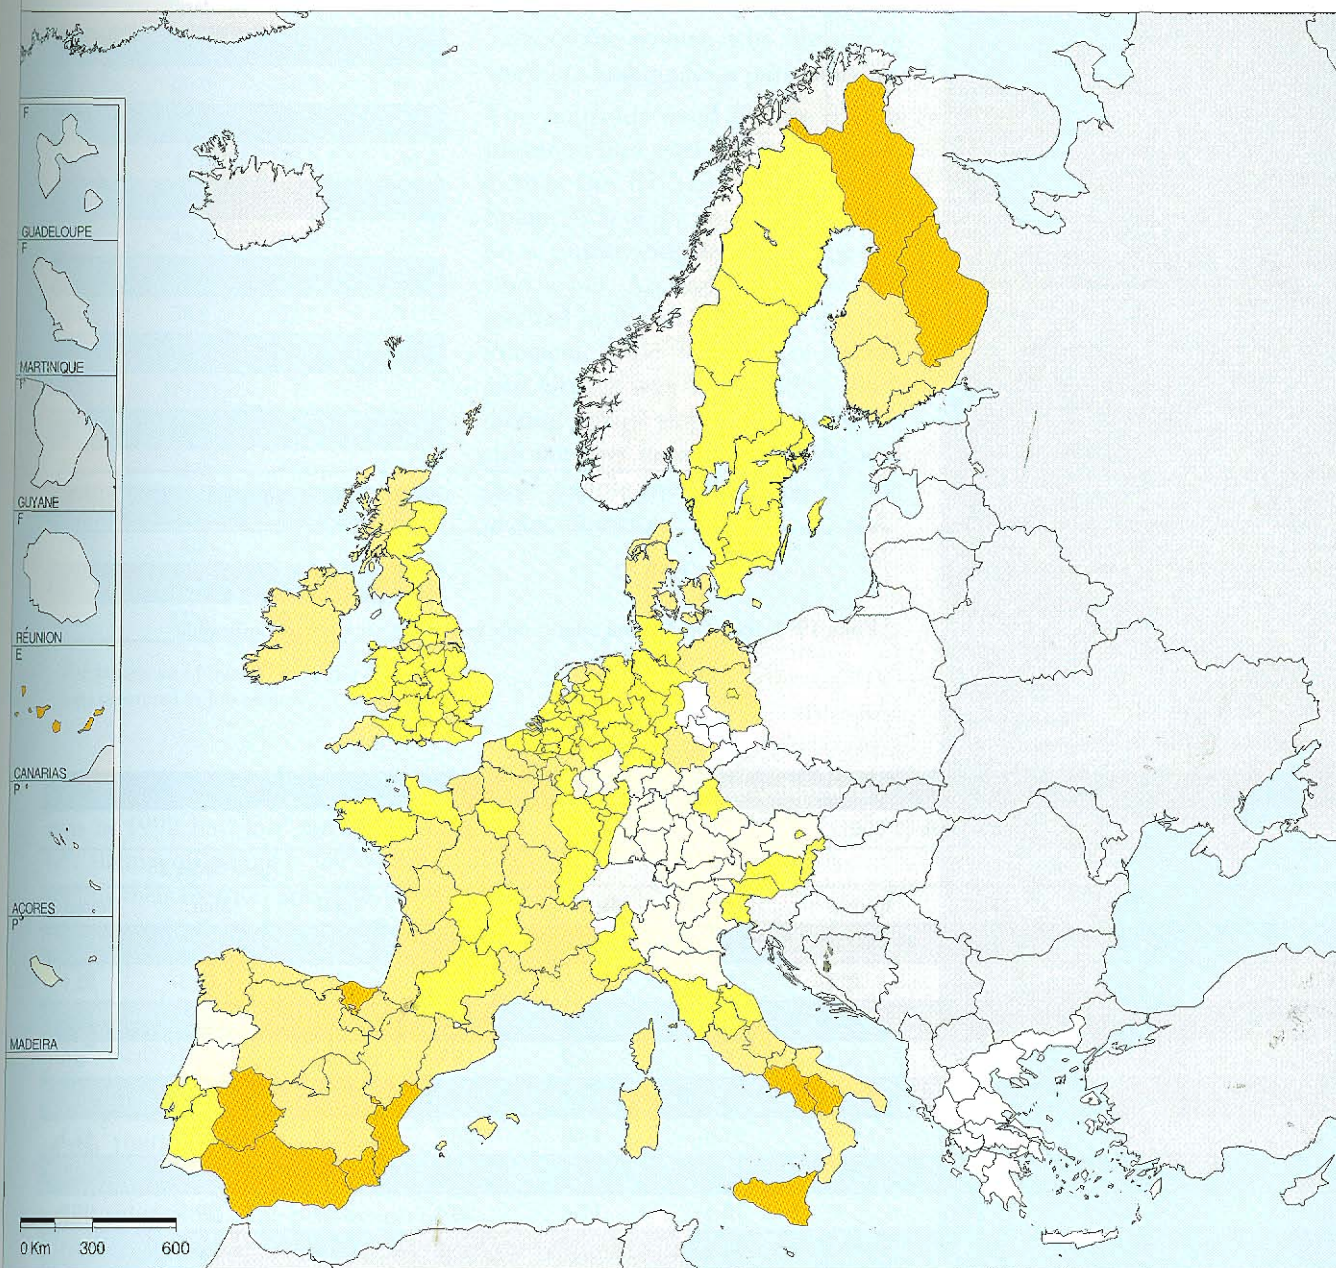 F
GUADELOUPE
F
MARTINIQUE
F
GUYANE
F
RÉUNION
E
CANARIAS
P
AÇORES
P
MADEIRA
0 Km 300 600